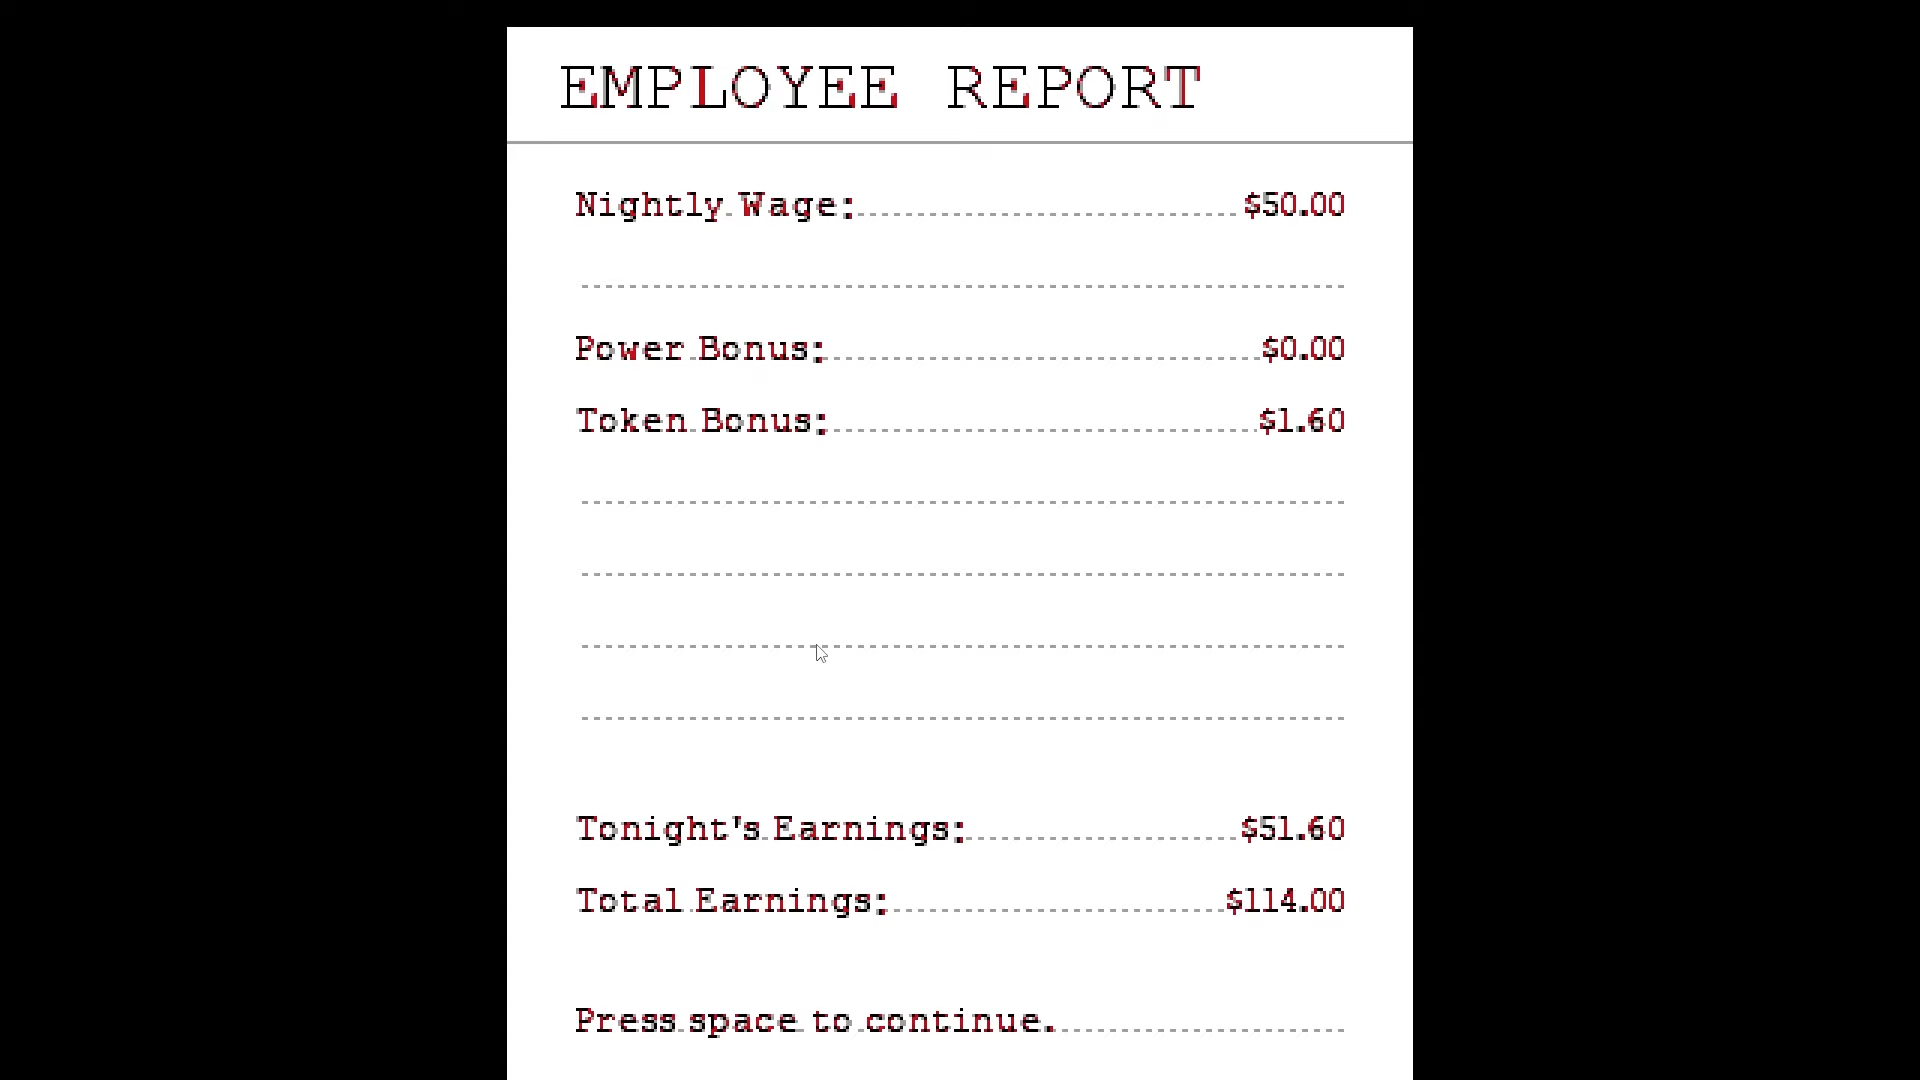 EMPLOYEE REPORT
Nightly Wage: $50.00
Power Bonus: $0.00
Token Bonus: $1.60
Tonight's Earnings: $51.60
Total Earnings: $114.00
Press space to continue.